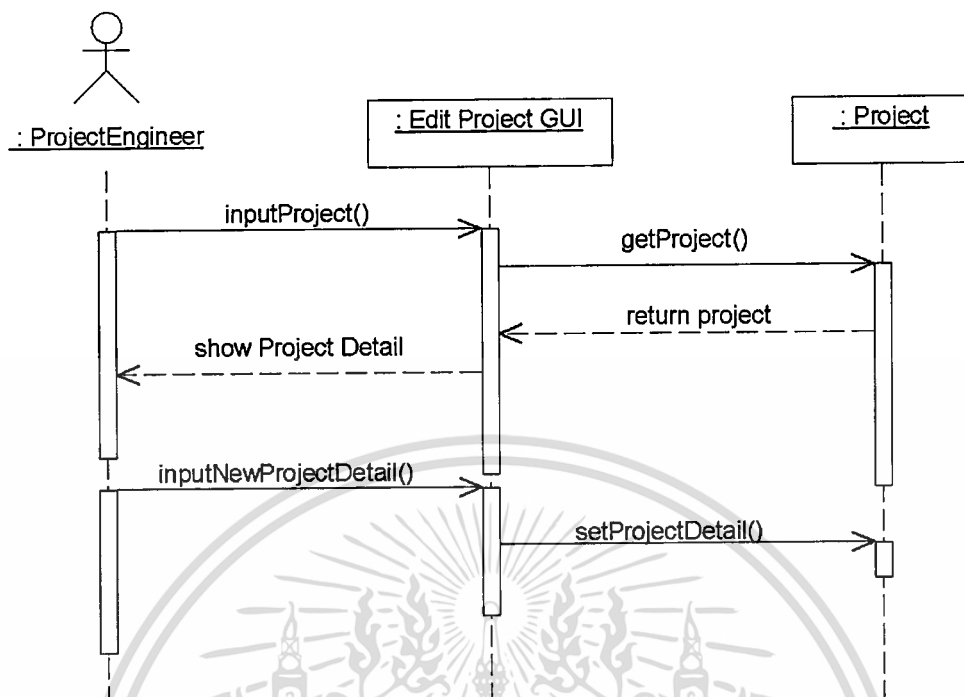 : ProjectEngineer
: Edit Project GUI
: Project
inputProject()
getProject()
return project
show Project Detail
inputNewProjectDetail()
setProjectDetail()